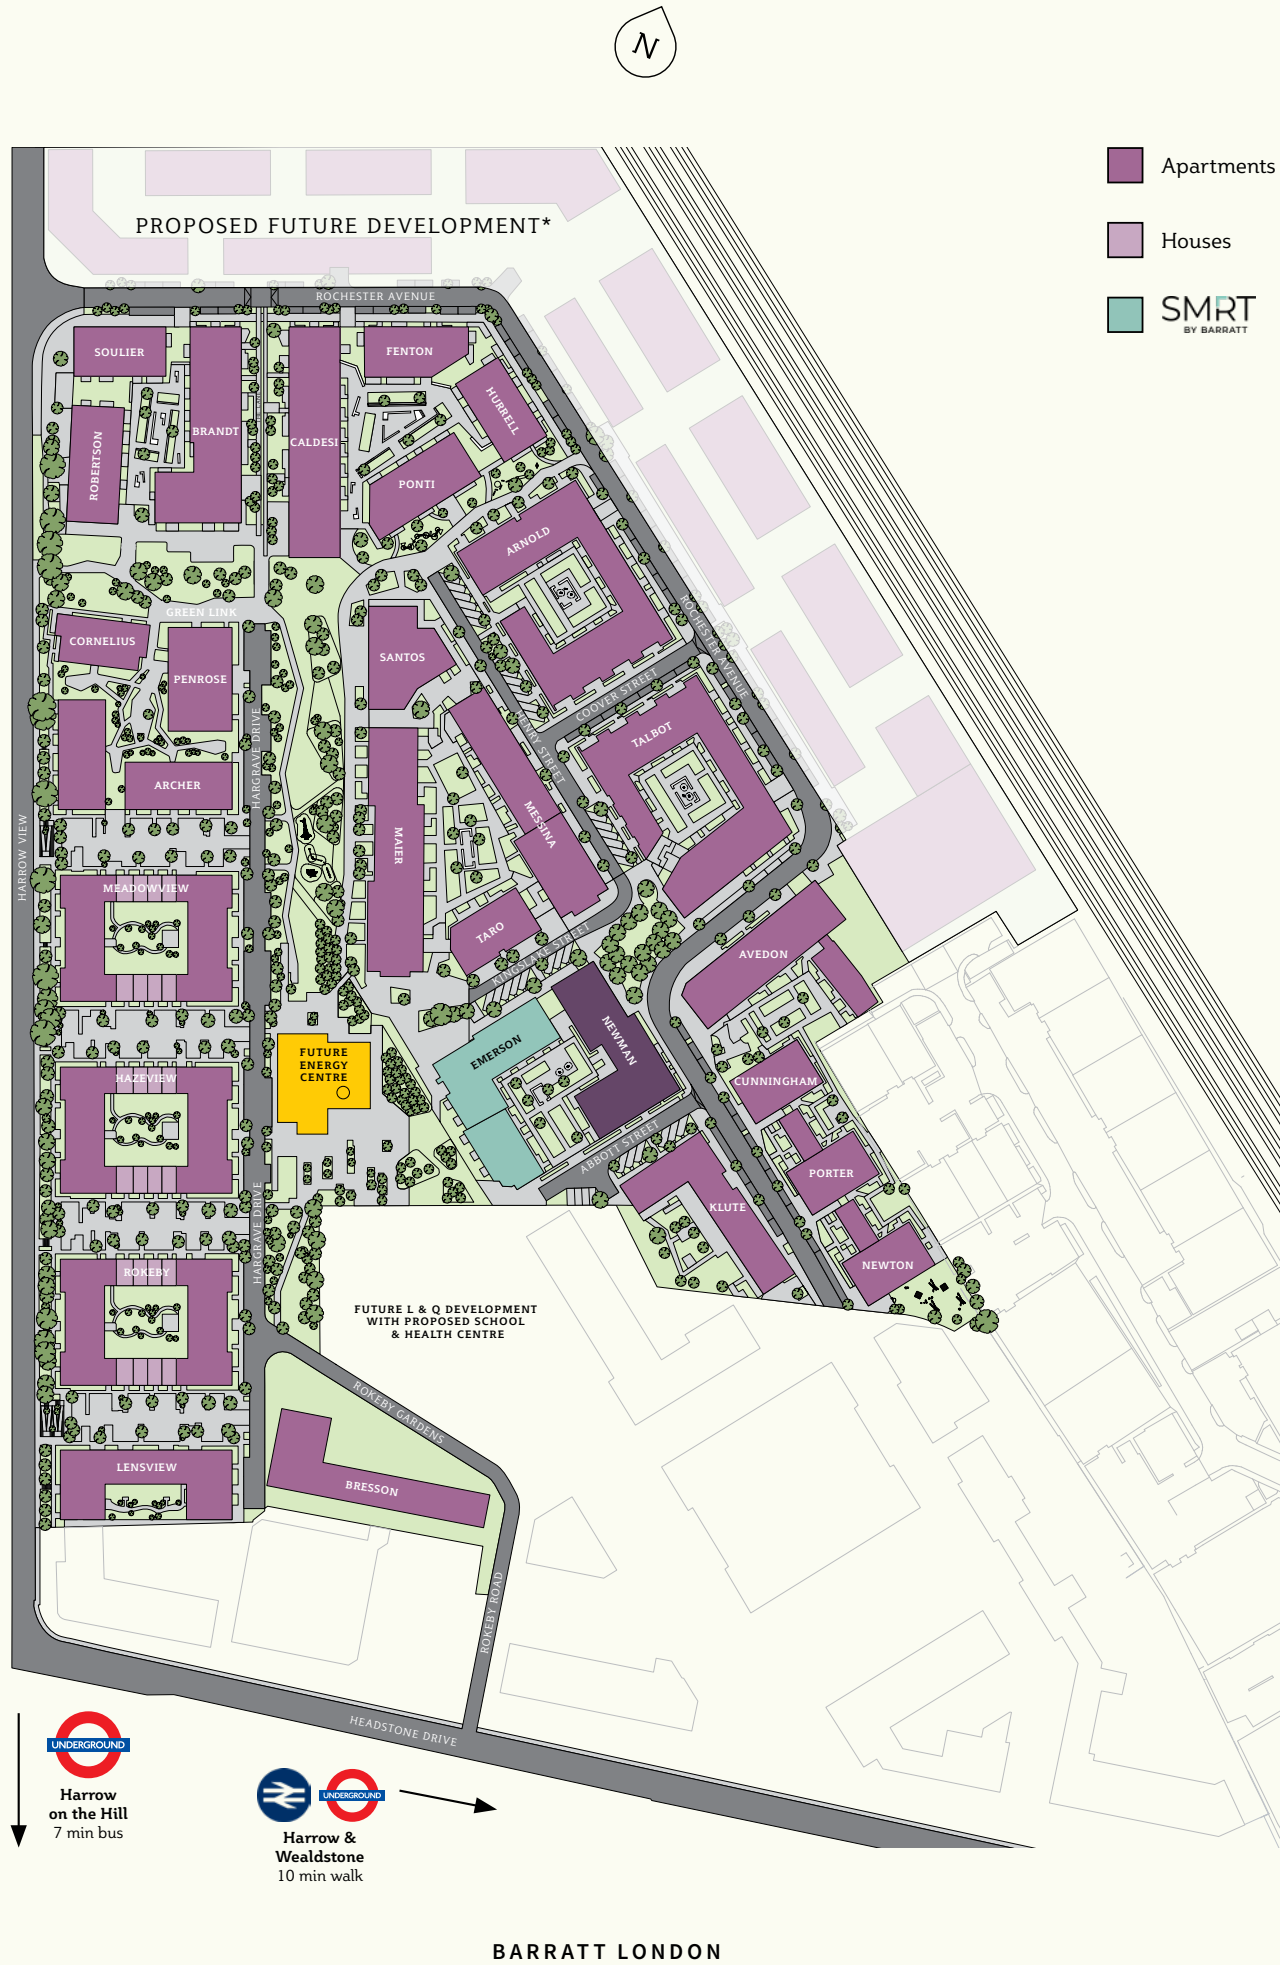 N
Apartments
Houses
SMRT
BY BARRATT
PROPOSED FUTURE DEVELOPMENT*
ROCHESTER AVENUE
SOULIER
FENTON
HURRELL
BRANDT
CALDESI
ROBERTSON
PONTI
ARNOLD
GREEN LINK
ROCHESTER AVENUE
CORNELIUS
SANTOS
PENROSE
COOVER STREET
HENRY STREET
TALBOT
HARGRAVE DRIVE
ARCHER
MESSINA
MAIER
HARROW VIEW
MEADOWVIEW
TARO
KINGSLAKE STREET
AVEDON
NEWMAN
EMERSON
FUTURE
ENERGY
CENTRE
HAZEVIEW
CUNNINGHAM
ABBOTT STREET
PORTER
KLUTE
HARGRAVE DRIVE
NEWTON
ROKEBY
FUTURE L & Q DEVELOPMENT
WITH PROPOSED SCHOOL
& HEALTH CENTRE
ROKEBY GARDENS
LENSVIEW
BRESSON
ROKEBY ROAD
HEADSTONE DRIVE
UNDERGROUND
Harrow
on the Hill
7 min bus
UNDERGROUND
Harrow &
Wealdstone
10 min walk
BARRATT LONDON